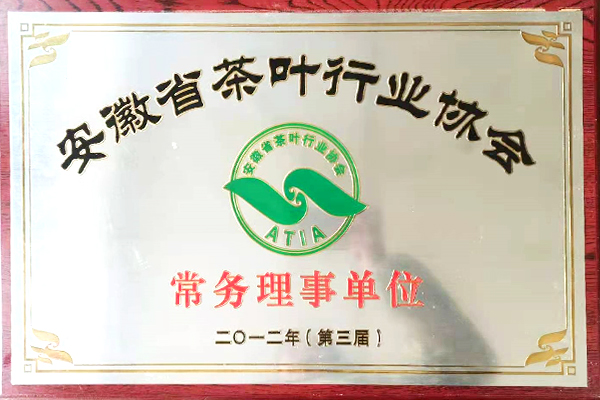 安徽省茶叶行业协会
安徽省茶叶行业协会
ATIA
常务理事单位
二〇一二年(第三届)